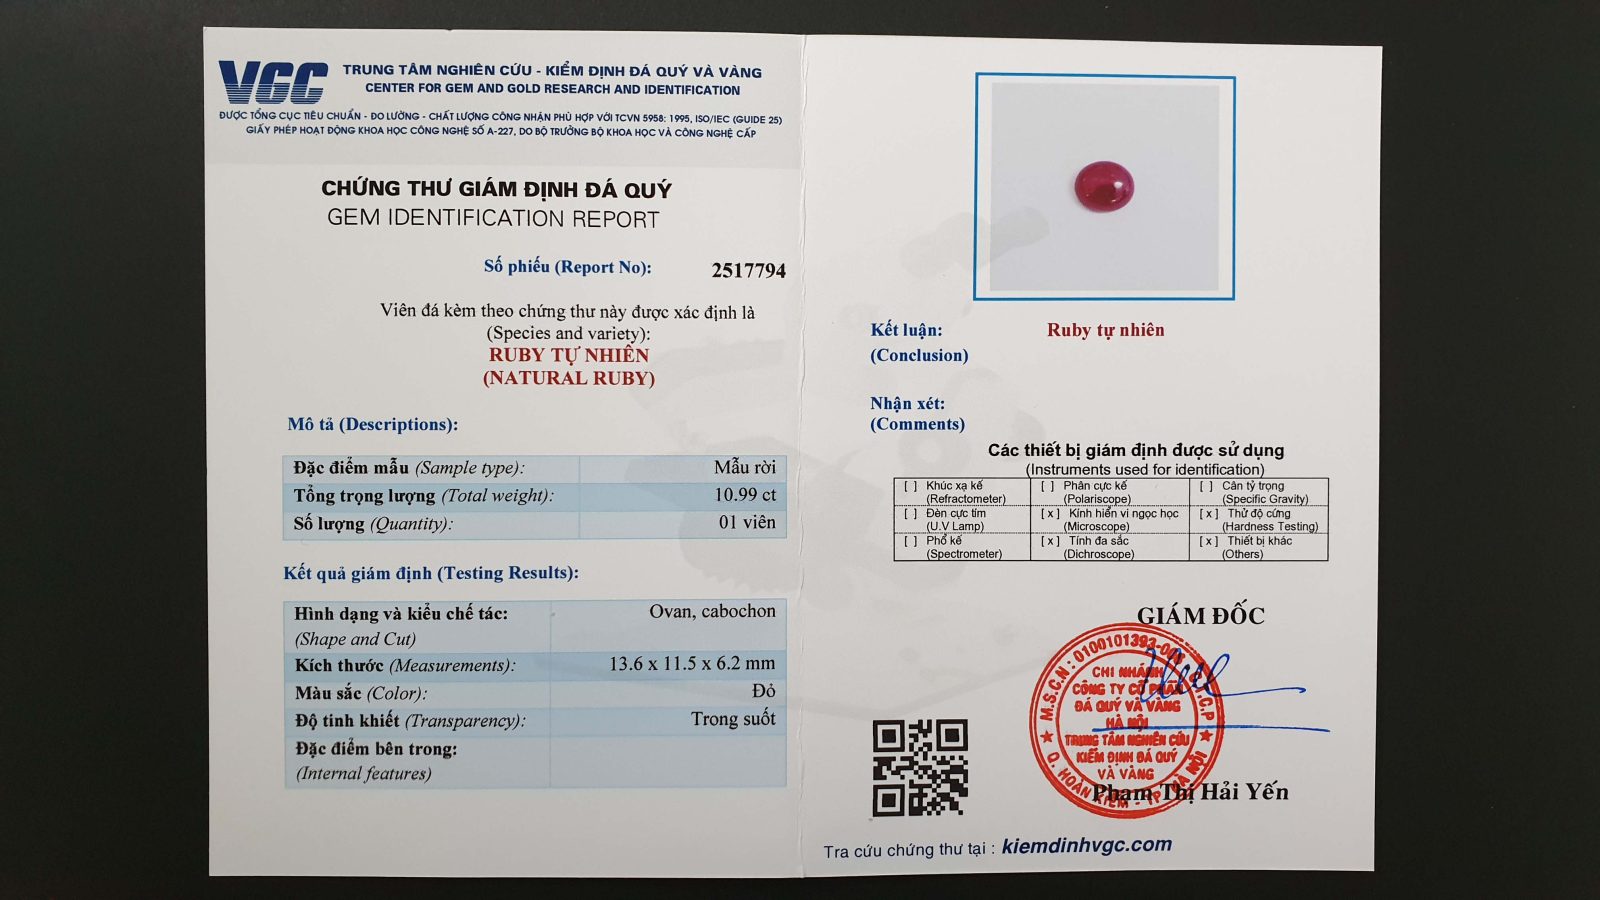 VGC
TRUNG TÂM NGHIÊN CỨU - KIỂM ĐỊNH ĐÁ QUÝ VÀ VÀNG
CENTER FOR GEM AND GOLD RESEARCH AND IDENTIFICATION
ĐƯỢC TỔNG CỤC TIÊU CHUẨN - ĐO LƯỜNG - CHẤT LƯỢNG CÔNG NHẬN PHÙ HỢP VỚI TCVN 5958: 1995, ISO/IEC (GUIDE 25)
GIẤY PHÉP HOẠT ĐỘNG KHOA HỌC CÔNG NGHỆ SỐ A-227, DO BỘ TRƯỞNG BỘ KHOA HỌC VÀ CÔNG NGHỆ CẤP
CHỨNG THƯ GIÁM ĐỊNH ĐÁ QUÝ
GEM IDENTIFICATION REPORT
Số phiếu (Report No): 2517794
Viên đá kèm theo chứng thư này được xác định là
(Species and variety):
RUBY TỰ NHIÊN
(NATURAL RUBY)
Mô tả (Descriptions):
Đặc điểm mẫu (Sample type): Mẫu rời
Tổng trọng lượng (Total weight): 10.99 ct
Số lượng (Quantity): 01 viên
Kết quả giám định (Testing Results):
Hình dạng và kiểu chế tác: Ovan, cabochon
(Shape and Cut)
Kích thước (Measurements): 13.6 x 11.5 x 6.2 mm
Màu sắc (Color): Đỏ
Độ tinh khiết (Transparency): Trong suốt
Đặc điểm bên trong:
(Internal features)
Kết luận: Ruby tự nhiên
(Conclusion)
Nhận xét:
(Comments)
Các thiết bị giám định được sử dụng
(Instruments used for identification)
[ ] Khúc xạ kế [ ] Phân cực kế [ ] Cân tỷ trọng
(Refractometer) (Polariscope) (Specific Gravity)
[ ] Đèn cực tím [x] Kính hiển vi ngọc học [x] Thử độ cứng
(U.V Lamp) (Microscope) (Hardness Testing)
[ ] Phổ kế [x] Tính đa sắc [x] Thiết bị khác
(Spectrometer) (Dichroscope) (Others)
GIÁM ĐỐC
M.S.C.N: 0100101393-00
C.T.C.P
CHI NHÁNH
CÔNG TY CỔ PHẦN
ĐÁ QUÝ VÀ VÀNG
HÀ NỘI
TRUNG TÂM NGHIÊN CỨU
KIỂM ĐỊNH ĐÁ QUÝ
VÀ VÀNG
Q. HOÀN KIẾM - TP. HÀ NỘI
Phạm Thị Hải Yến
Tra cứu chứng thư tại : kiemdinhvgc.com